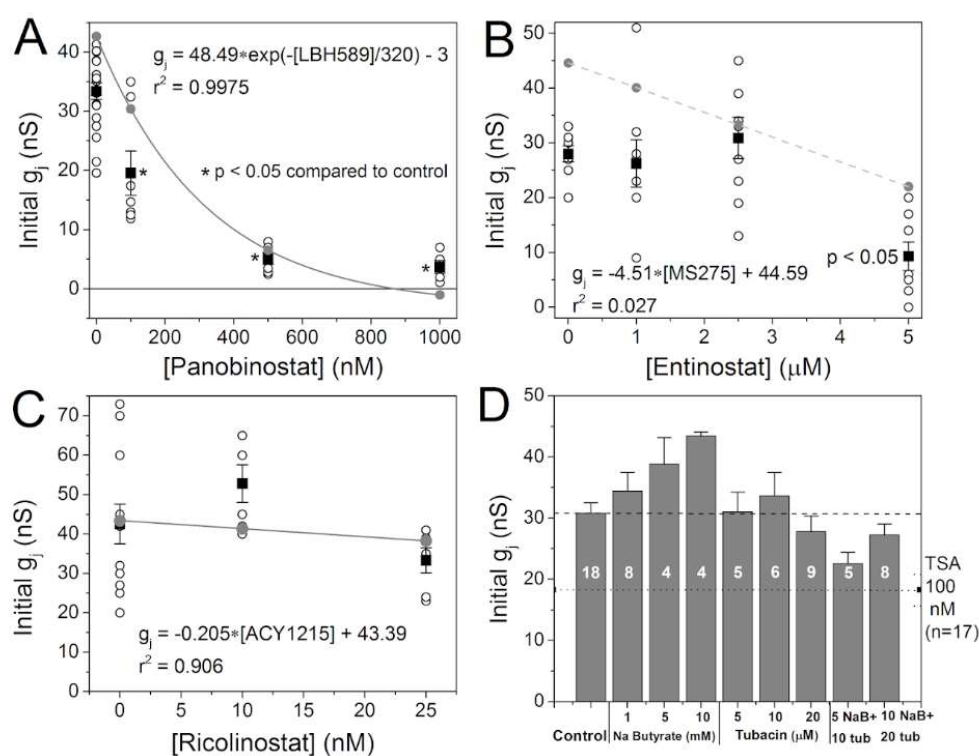 A
g_j = 48.49*exp(-[LBH589]/320) - 3
r² = 0.9975
* p < 0.05 compared to control
*
*
*
Initial g_j (nS)
40
30
20
10
0
0 200 400 600 800 1000
[Panobinostat] (nM)
B
p < 0.05
g_j = -4.51*[MS275] + 44.59
r² = 0.027
Initial g_j (nS)
50
40
30
20
10
0
0 1 2 3 4 5
[Entinostat] (μM)
C
g_j = -0.205*[ACY1215] + 43.39
r² = 0.906
Initial g_j (nS)
70
60
50
40
30
20
10
0
0 5 10 15 20 25
[Ricolinostat] (nM)
D
Initial g_j (nS)
50
40
30
20
10
0
18 8 4 4 5 6 9 5 8
TSA
100
nM
(n=17)
Control 1 5 10 5 10 20 5 NaB+ 10 NaB+
Na Butyrate (mM) Tubacin (μM) 10 tub 20 tub